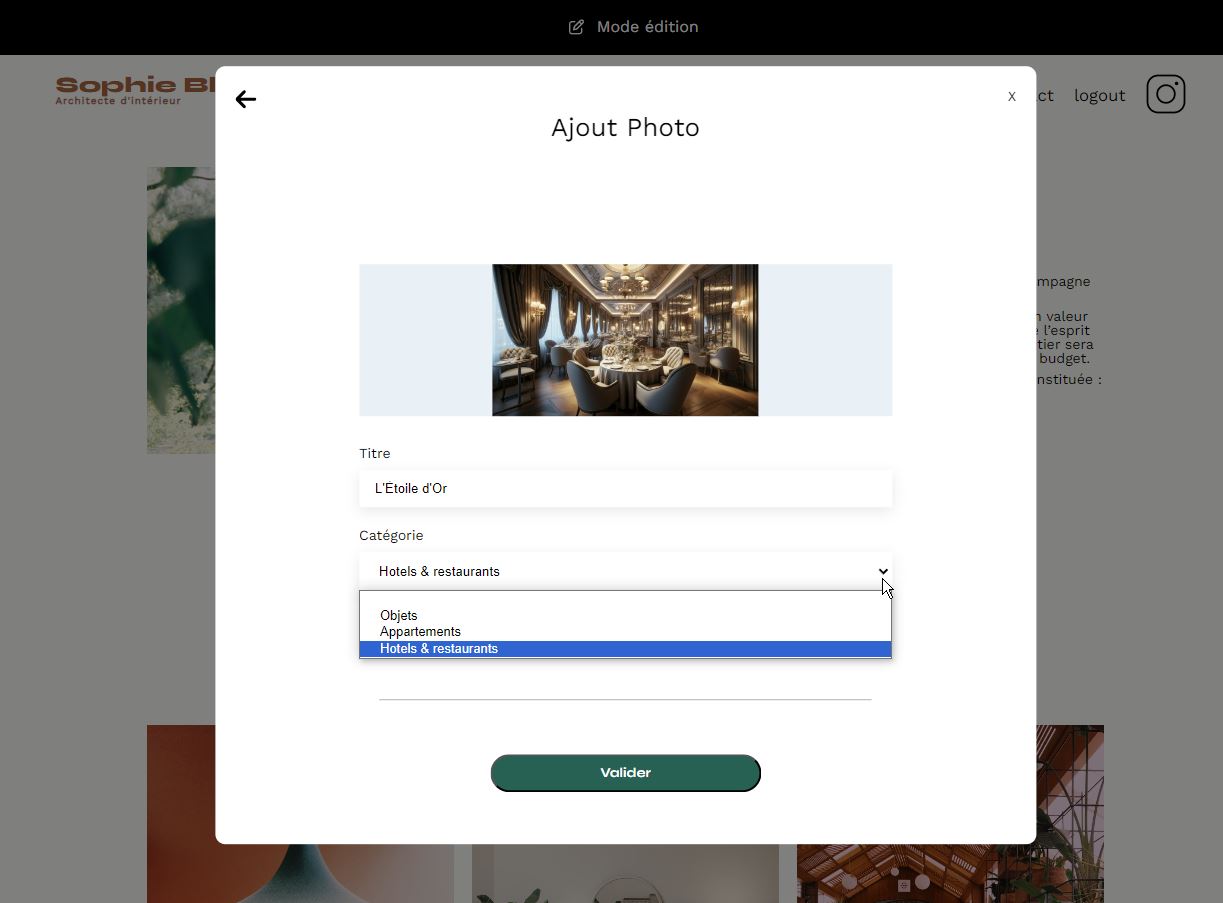 Mode édition
Sophie Bl
Architecte d'intérieur
x
ct
logout
Ajout Photo
mpagne
valeur
l'esprit
tier sera
budget.
nstituée :
Titre
L'Étoile d'Or
Catégorie
Hotels & restaurants
Objets
Appartements
Hotels & restaurants
Valider